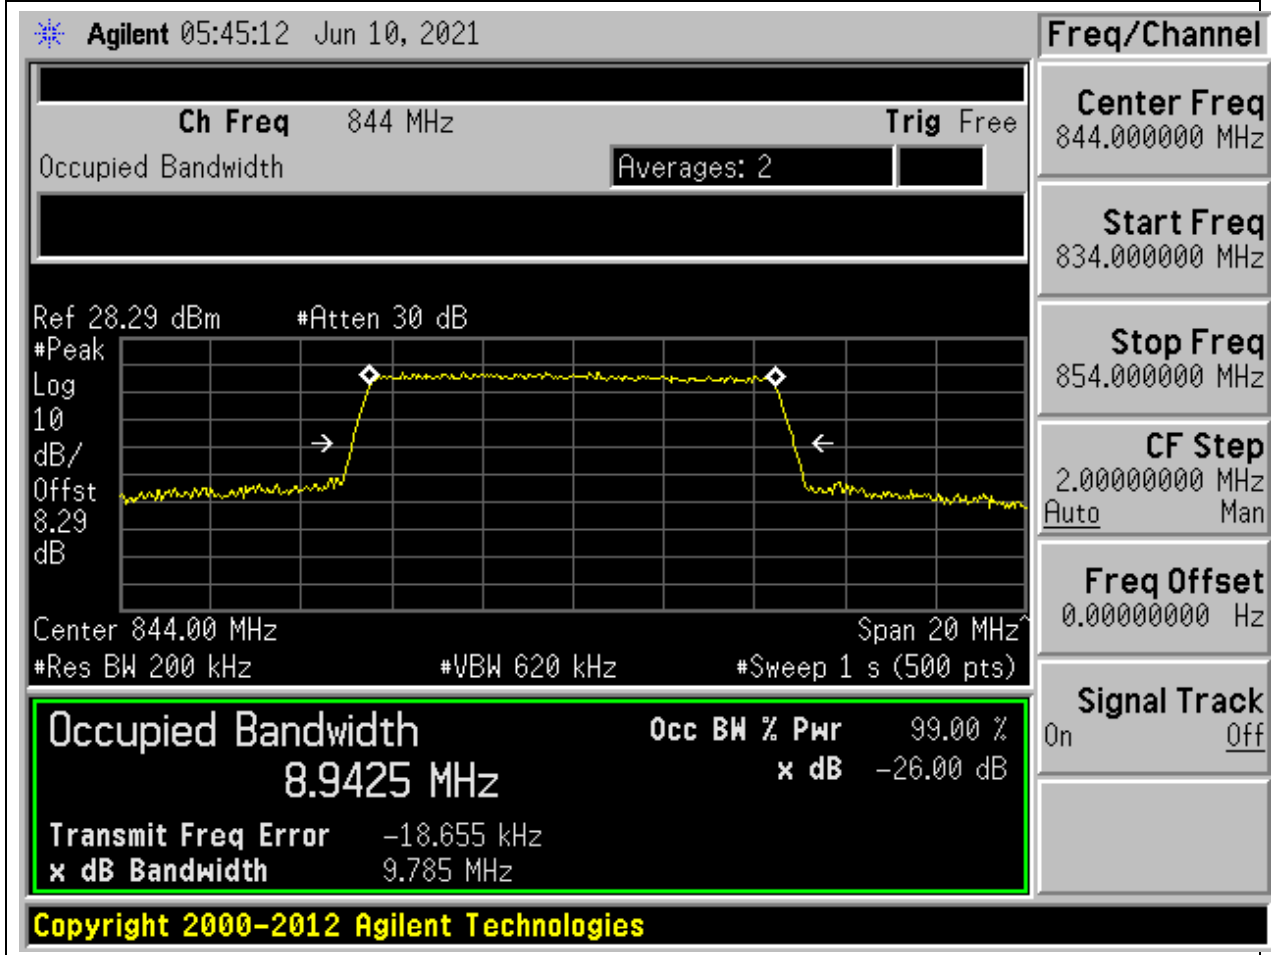 Agilent 05:45:12 Jun 10, 2021
Freq/Channel
Ch Freq 844 MHz Trig Free
Occupied Bandwidth Averages: 2
Ref 28.29 dBm #Atten 30 dB
#Peak
Log
10
dB/
Offst
8.29
dB
Center 844.00 MHz Span 20 MHz^
#Res BW 200 kHz #VBW 620 kHz #Sweep 1 s (500 pts)
Occupied Bandwidth Occ BW % Pwr 99.00 %
8.9425 MHz x dB -26.00 dB
Transmit Freq Error -18.655 kHz
x dB Bandwidth 9.785 MHz
Center Freq
844.000000 MHz
Start Freq
834.000000 MHz
Stop Freq
854.000000 MHz
CF Step
2.00000000 MHz
Auto Man
Freq Offset
0.00000000 Hz
Signal Track
On Off
Copyright 2000-2012 Agilent Technologies